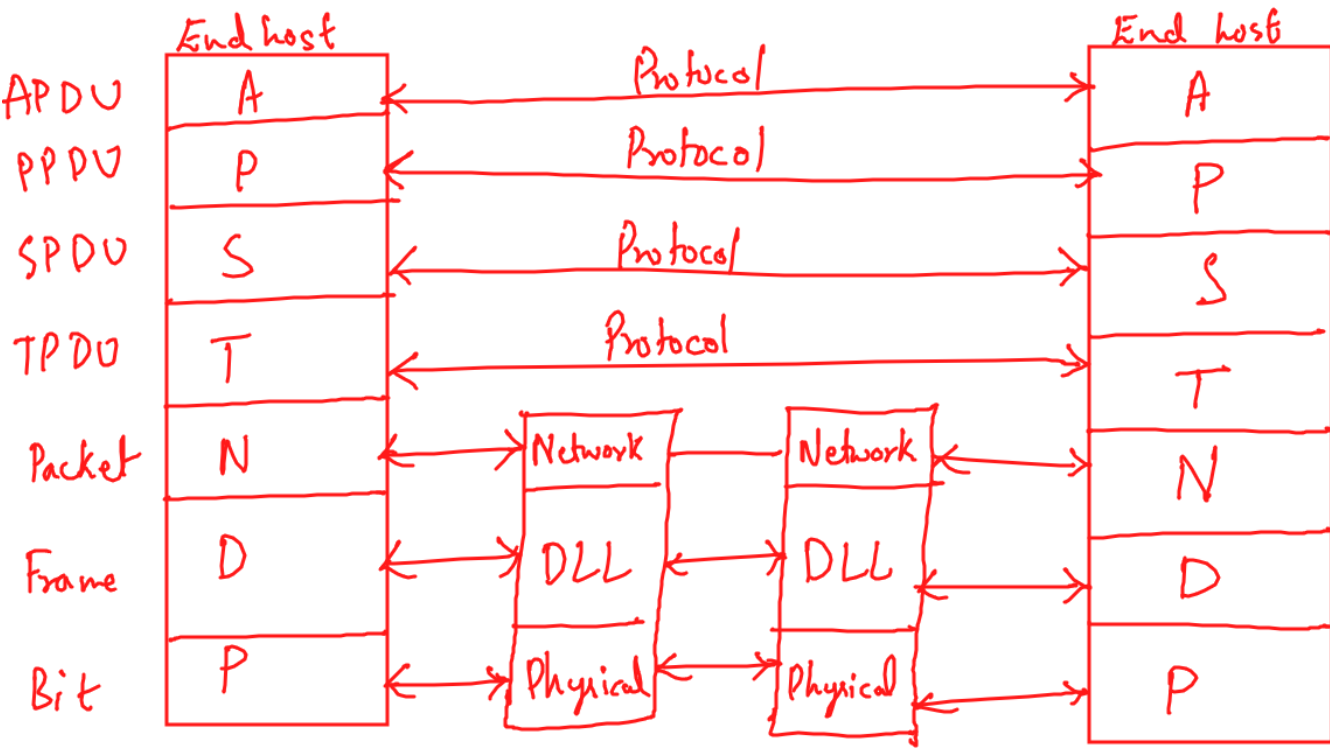 End host End host
APDU A Protocol A
PPDU P Protocol P
SPDU S Protocol S
TPDU T Protocol T
Packet N Network Network N
Frame D DLL DLL D
Bit P Physical Physical P